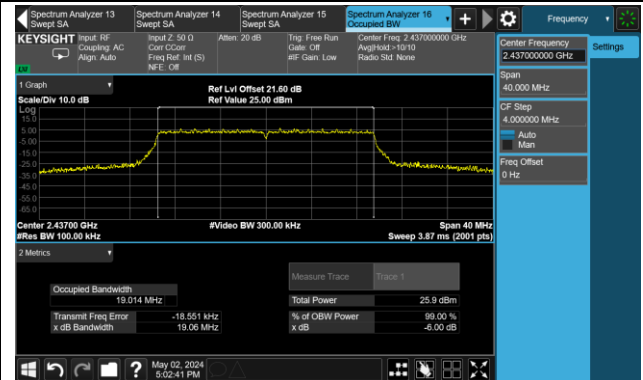 Spectrum Analyzer 13
Swept SA
Spectrum Analyzer 14
Swept SA
Spectrum Analyzer 15
Swept SA
Spectrum Analyzer 16
Occupied BW
+
Frequency
KEYSIGHT
Input: RF
Coupling: AC
Align: Auto
Input Z: 50 Ω
Corr CCorr
Freq Ref: Int (S)
NFE: Off
Atten: 20 dB
Trig: Free Run
Gate: Off
#IF Gain: Low
Center Freq: 2.437000000 GHz
Avg|Hold:>10/10
Radio Std: None
Center Frequency
2.437000000 GHz
Settings
Span
40.000 MHz
CF Step
4.000000 MHz
Auto
Man
Freq Offset
0 Hz
1 Graph
Scale/Div 10.0 dB
Ref Lvl Offset 21.60 dB
Ref Value 25.00 dBm
Log
15.0
5.00
-5.00
-15.0
-25.0
-35.0
-45.0
-55.0
-65.0
Center 2.43700 GHz
#Res BW 100.00 kHz
#Video BW 300.00 kHz
Span 40 MHz
Sweep 3.87 ms (2001 pts)
2 Metrics
Measure Trace
Trace 1
Occupied Bandwidth
19.014 MHz
Total Power
25.9 dBm
Transmit Freq Error
-18.551 kHz
% of OBW Power
99.00 %
x dB Bandwidth
19.06 MHz
x dB
-6.00 dB
?
May 02, 2024
5:02:41 PM